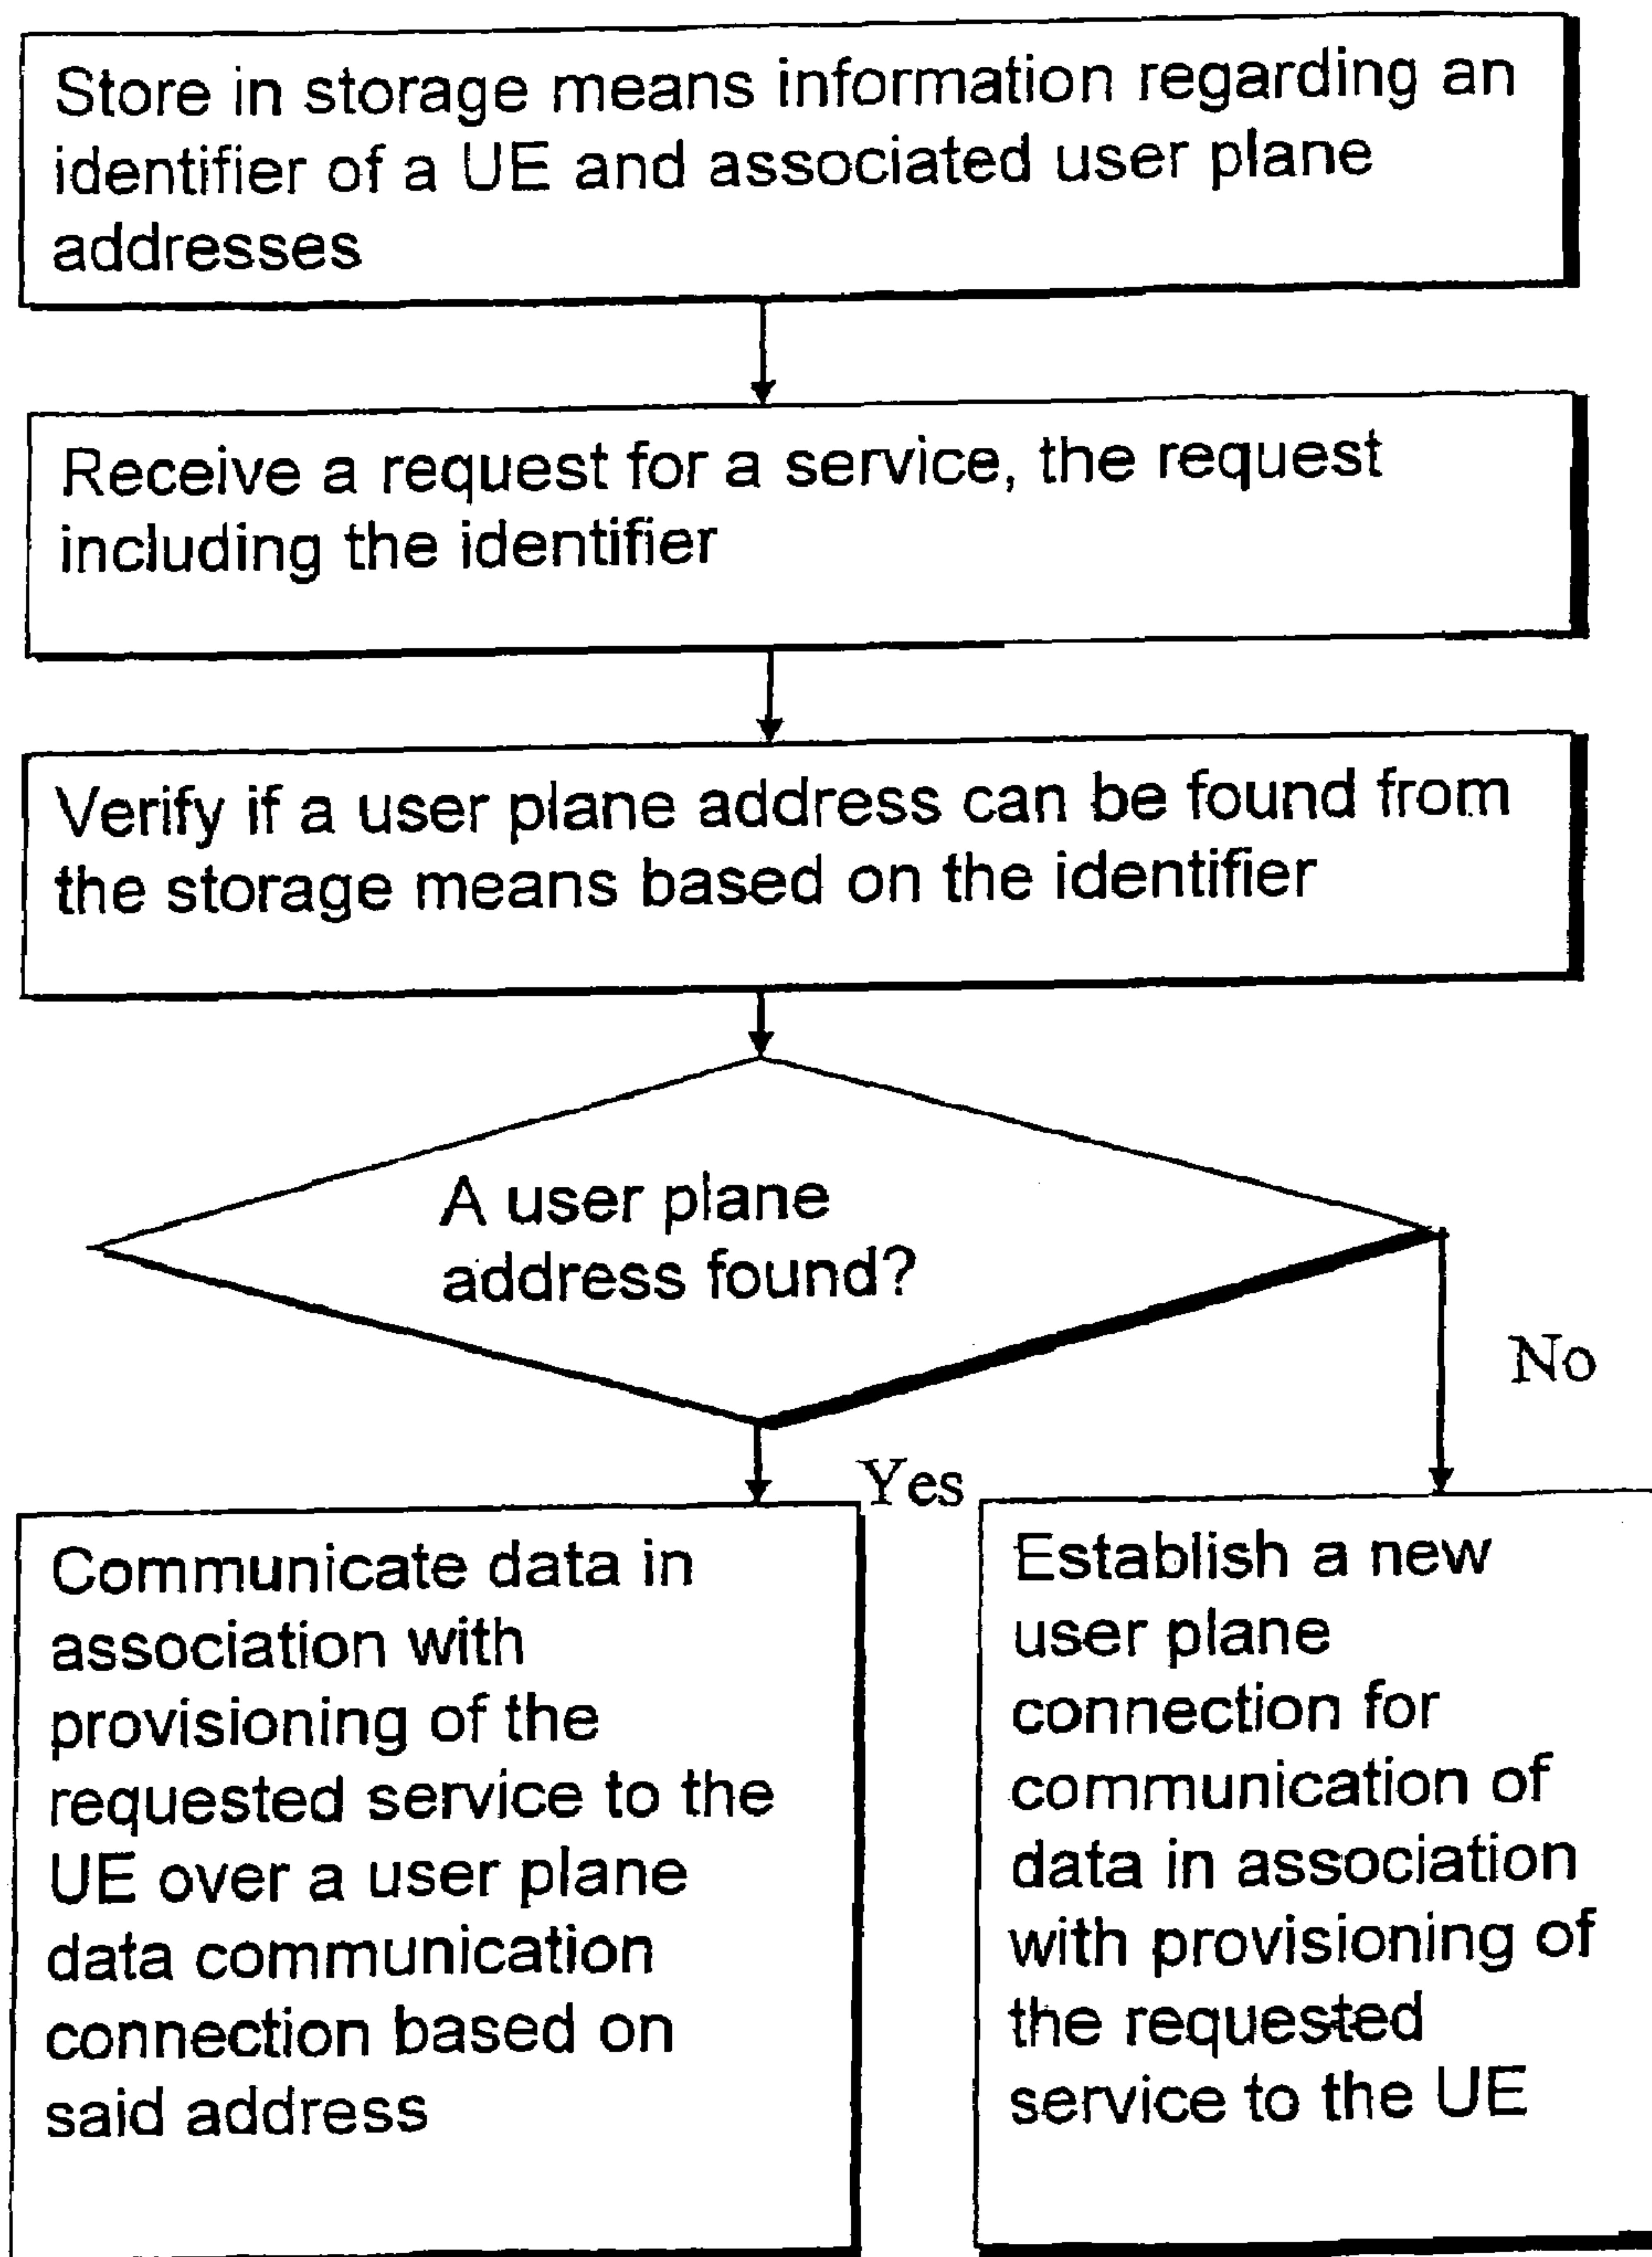 Store in storage means information regarding an
identifier of a UE and associated user plane
addresses
Receive a request for a service, the request
including the identifier
Verify if a user plane address can be found from
the storage means based on the identifier
A user plane
address found?
No
Yes
Communicate data in
association with
provisioning of the
requested service to the
UE over a user plane
data communication
connection based on
said address
Establish a new
user plane
connection for
communication of
data in association
with provisioning of
the requested
service to the UE